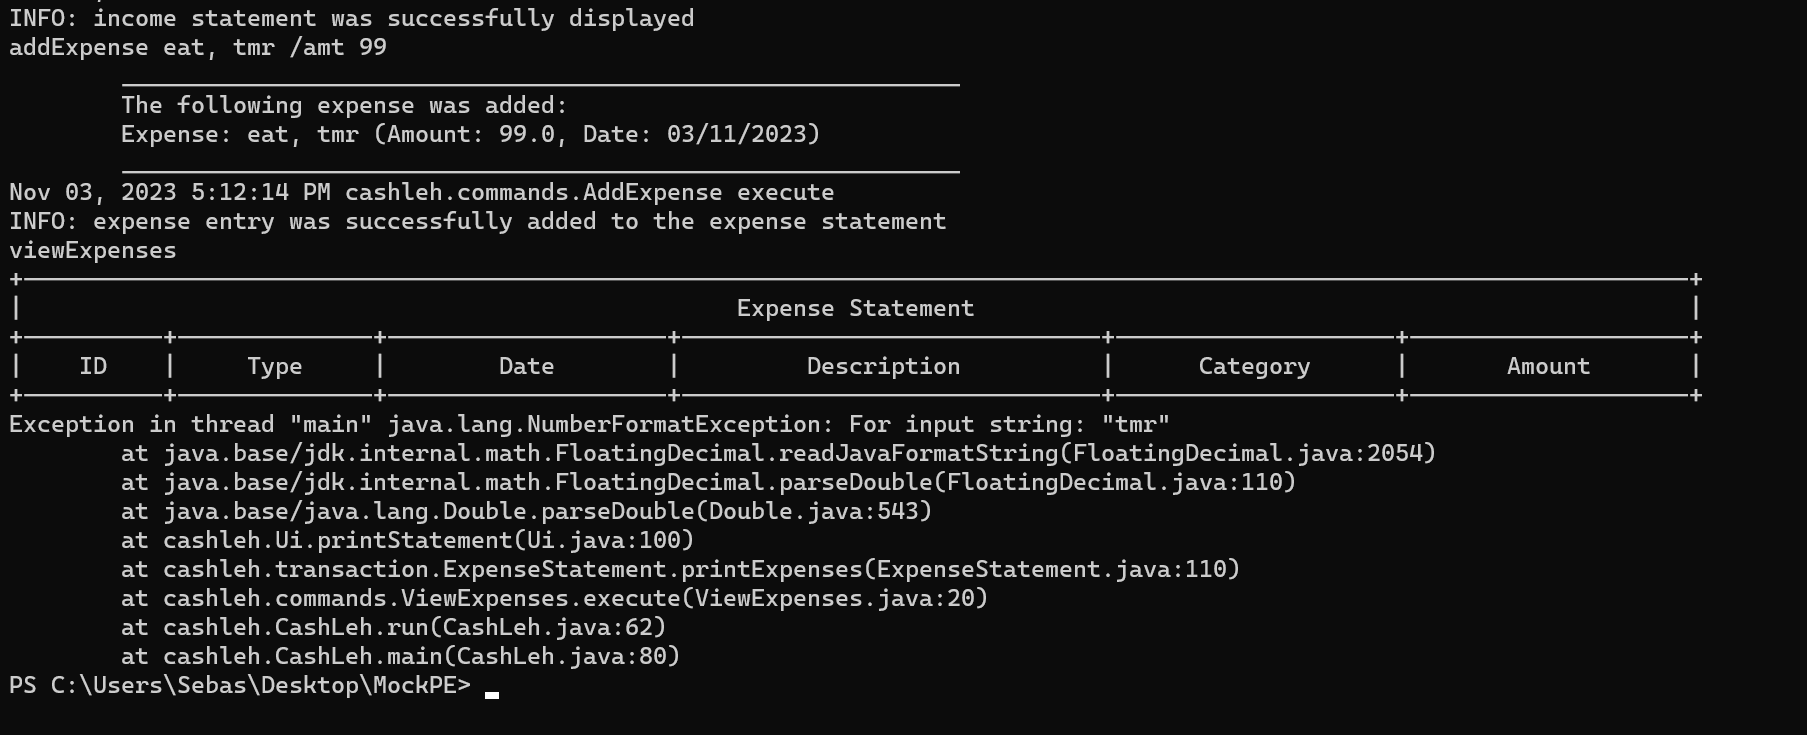 INFO: income statement was successfully displayed
addExpense eat, tmr /amt 99
The following expense was added:
Expense: eat, tmr (Amount: 99.0, Date: 03/11/2023)
Nov 03, 2023 5:12:14 PM cashleh.commands.AddExpense execute
INFO: expense entry was successfully added to the expense statement
viewExpenses
Expense Statement
| ID | Type | Date | Description | Category | Amount |
Exception in thread "main" java.lang.NumberFormatException: For input string: "tmr"
at java.base/jdk.internal.math.FloatingDecimal.readJavaFormatString(FloatingDecimal.java:2054)
at java.base/jdk.internal.math.FloatingDecimal.parseDouble(FloatingDecimal.java:110)
at java.base/java.lang.Double.parseDouble(Double.java:543)
at cashleh.Ui.printStatement(Ui.java:100)
at cashleh.transaction.ExpenseStatement.printExpenses(ExpenseStatement.java:110)
at cashleh.commands.ViewExpenses.execute(ViewExpenses.java:20)
at cashleh.CashLeh.run(CashLeh.java:62)
at cashleh.CashLeh.main(CashLeh.java:80)
PS C:\Users\Sebas\Desktop\MockPE>